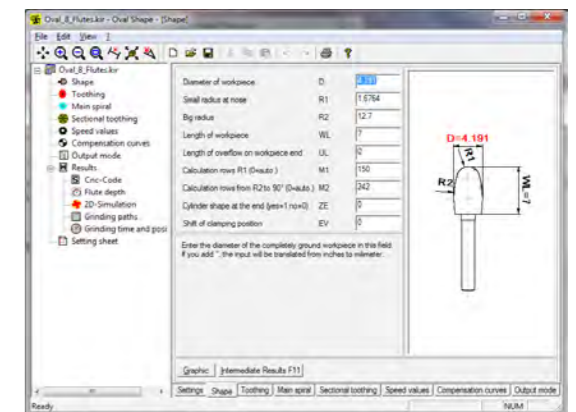 Oval_8_Flutes.kir - Oval Shape - [Shape]
File Edit View ?
Oval_8_Flutes.kir
Shape
Toothing
Main spiral
Sectional toothing
Speed values
Compensation curves
Output mode
Results
Cnc-Code
Flute depth
2D-Simulation
Grinding paths
Grinding time and posi
Setting sheet
Diameter of workpiece D 4.191
Small radius at nose R1 1.6764
Big radius R2 12.7
Length of workpiece WL 7
Length of overflow on workpiece end UL 0
Calculation rows R1 (0=auto.) M1 150
Calculation rows from R2 to 90° (0=auto.) M2 242
Cylinder shape at the end (yes=1 no=0) ZE 0
Shift of clamping position EV 0
Enter the diameter of the completely ground workpiece in this field
If you add ", the input will be translated from inches to milimeter.
D=4.191
R1
R2
WL=7
Graphic Intermediate Results F11
Settings Shape Toothing Main spiral Sectional toothing Speed values Compensation curves Output mode
Ready NUM